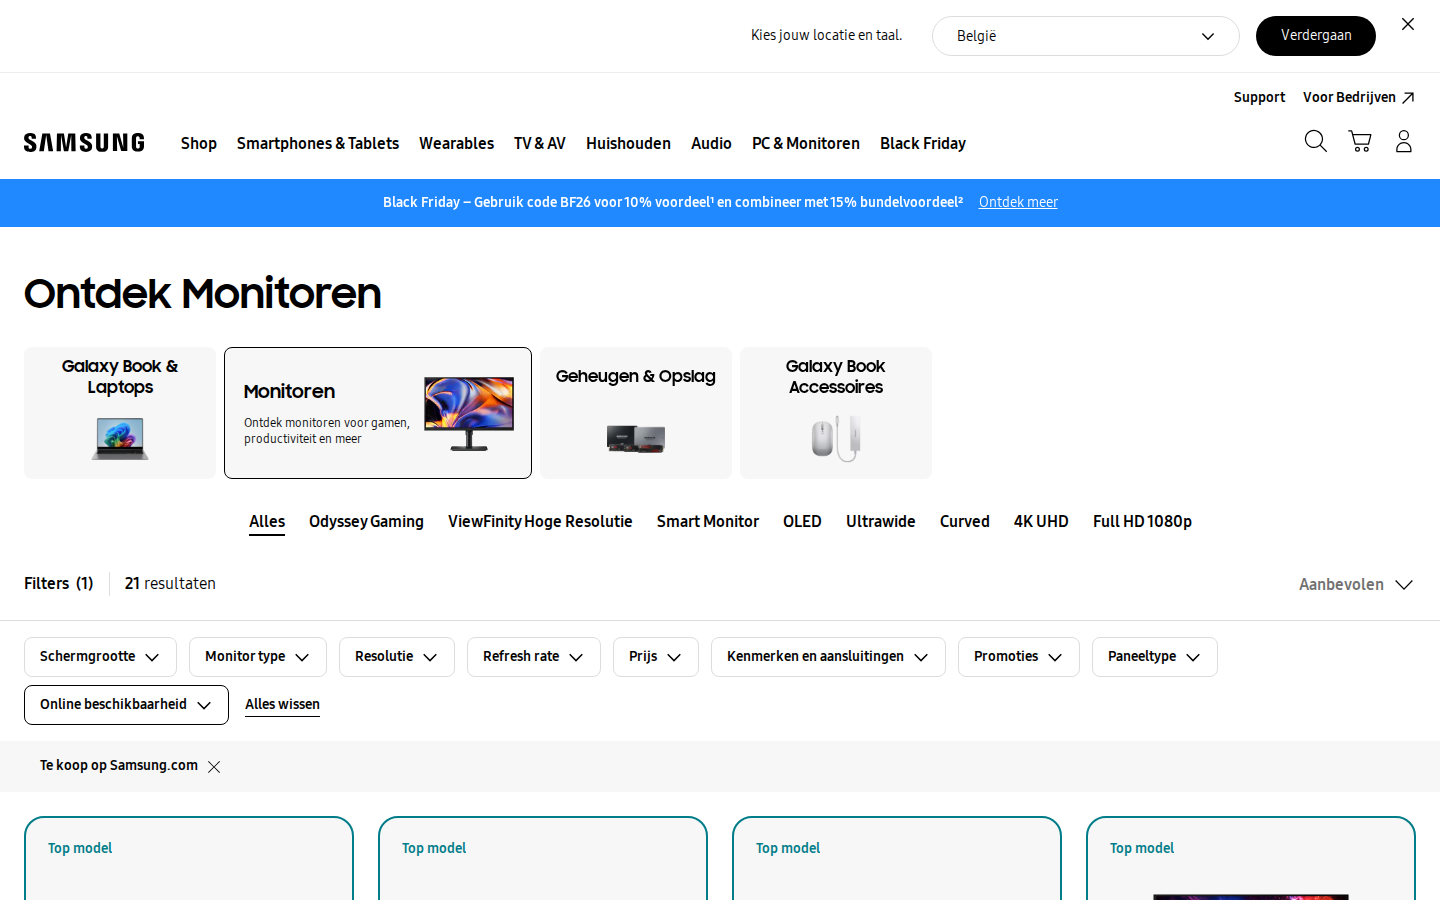 Kies jouw locatie en taal.
België
Verdergaan
Support
Voor Bedrijven
SAMSUNG
Shop
Smartphones & Tablets
Wearables
TV & AV
Huishouden
Audio
PC & Monitoren
Black Friday
Black Friday – Gebruik code BF26 voor 10% voordeel¹ en combineer met 15% bundelvoordeel²
Ontdek meer
Ontdek Monitoren
Galaxy Book &
Laptops
Monitoren
Ontdek monitoren voor gamen,
productiviteit en meer
Geheugen & Opslag
Galaxy Book
Accessoires
Alles
Odyssey Gaming
ViewFinity Hoge Resolutie
Smart Monitor
OLED
Ultrawide
Curved
4K UHD
Full HD 1080p
Filters (1)
21 resultaten
Aanbevolen
Schermgrootte
Monitor type
Resolutie
Refresh rate
Prijs
Kenmerken en aansluitingen
Promoties
Paneeltype
Online beschikbaarheid
Alles wissen
Te koop op Samsung.com
Top model
Top model
Top model
Top model